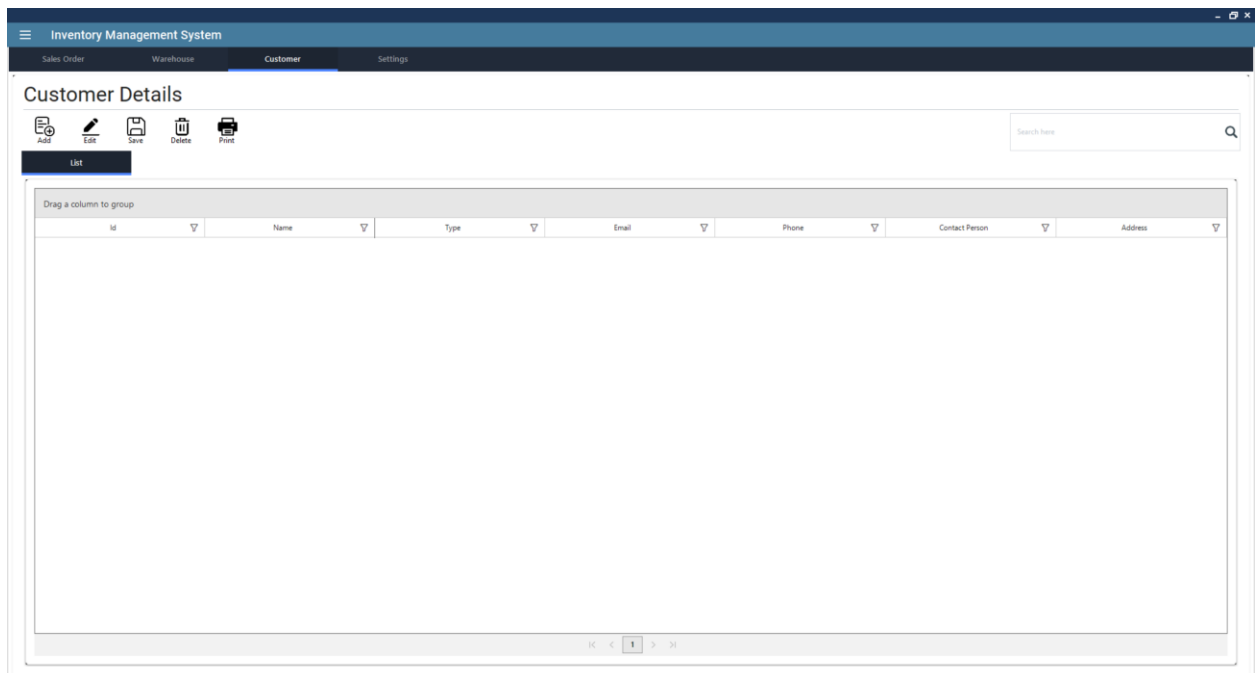 Inventory Management System
Sales Order Warehouse Customer Settings
Customer Details
Add Edit Save Delete Print
Search here
List
Drag a column to group
Id Name Type Email Phone Contact Person Address
1